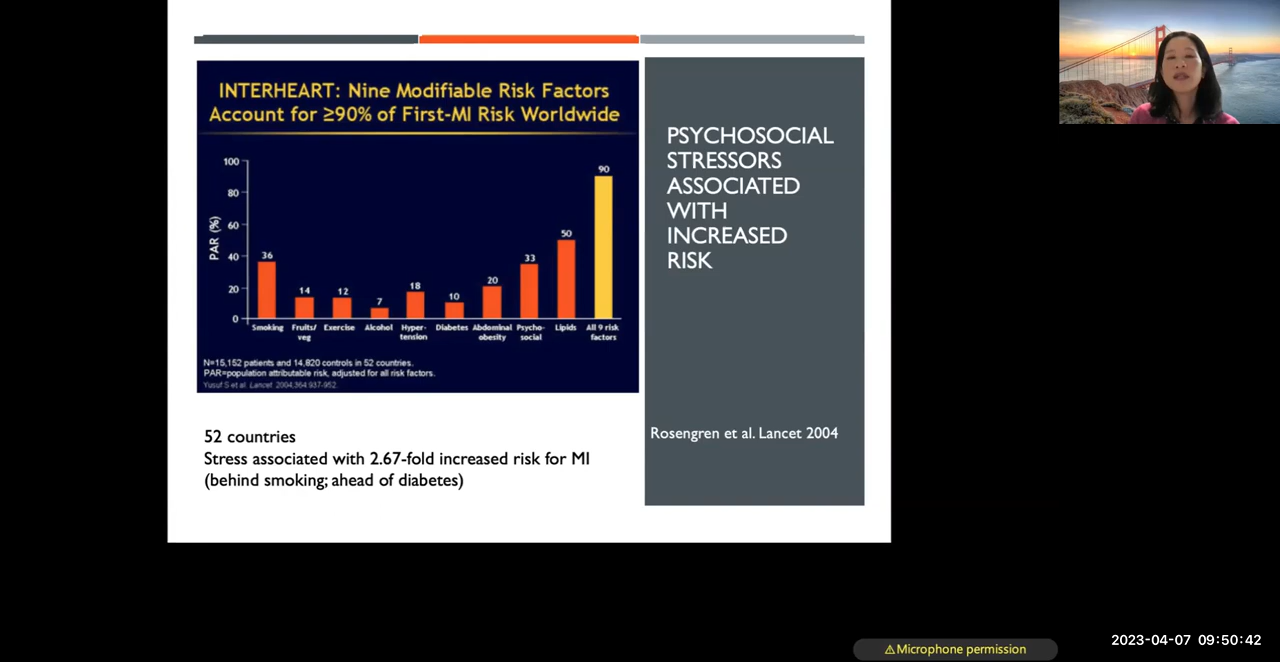 INTERHEART: Nine Modifiable Risk Factors
Account for ≥90% of First-MI Risk Worldwide
PAR (%)
100
80
60
40
20
0
36
14
12
7
18
10
20
33
50
90
Smoking
Fruits/
veg
Exercise
Alcohol
Hyper-
tension
Diabetes
Abdominal
obesity
Psycho-
social
Lipids
All 9 risk
factors
N=15,152 patients and 14,820 controls in 52 countries.
PAR=population attributable risk, adjusted for all risk factors.
Yusuf S et al. Lancet. 2004;364:937-952.
PSYCHOSOCIAL
STRESSORS
ASSOCIATED
WITH
INCREASED
RISK
Rosengren et al. Lancet 2004
52 countries
Stress associated with 2.67-fold increased risk for MI
(behind smoking; ahead of diabetes)
⚠Microphone permission
2023-04-07 09:50:42